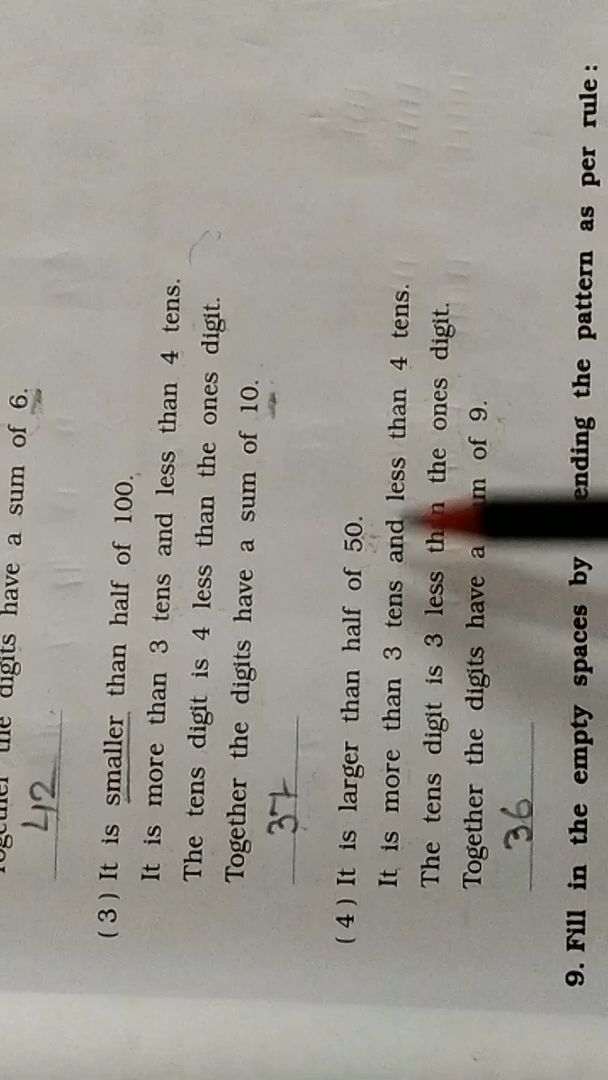 the digits have a sum of 6.
42
(3) It is smaller than half of 100.
It is more than 3 tens and less than 4 tens.
The tens digit is 4 less than the ones digit.
Together the digits have a sum of 10.
37
(4) It is larger than half of 50.
It is more than 3 tens and less than 4 tens.
The tens digit is 3 less than the ones digit.
Together the digits have a of 9.
36
9. Fill in the empty spaces by ending the pattern as per rule :